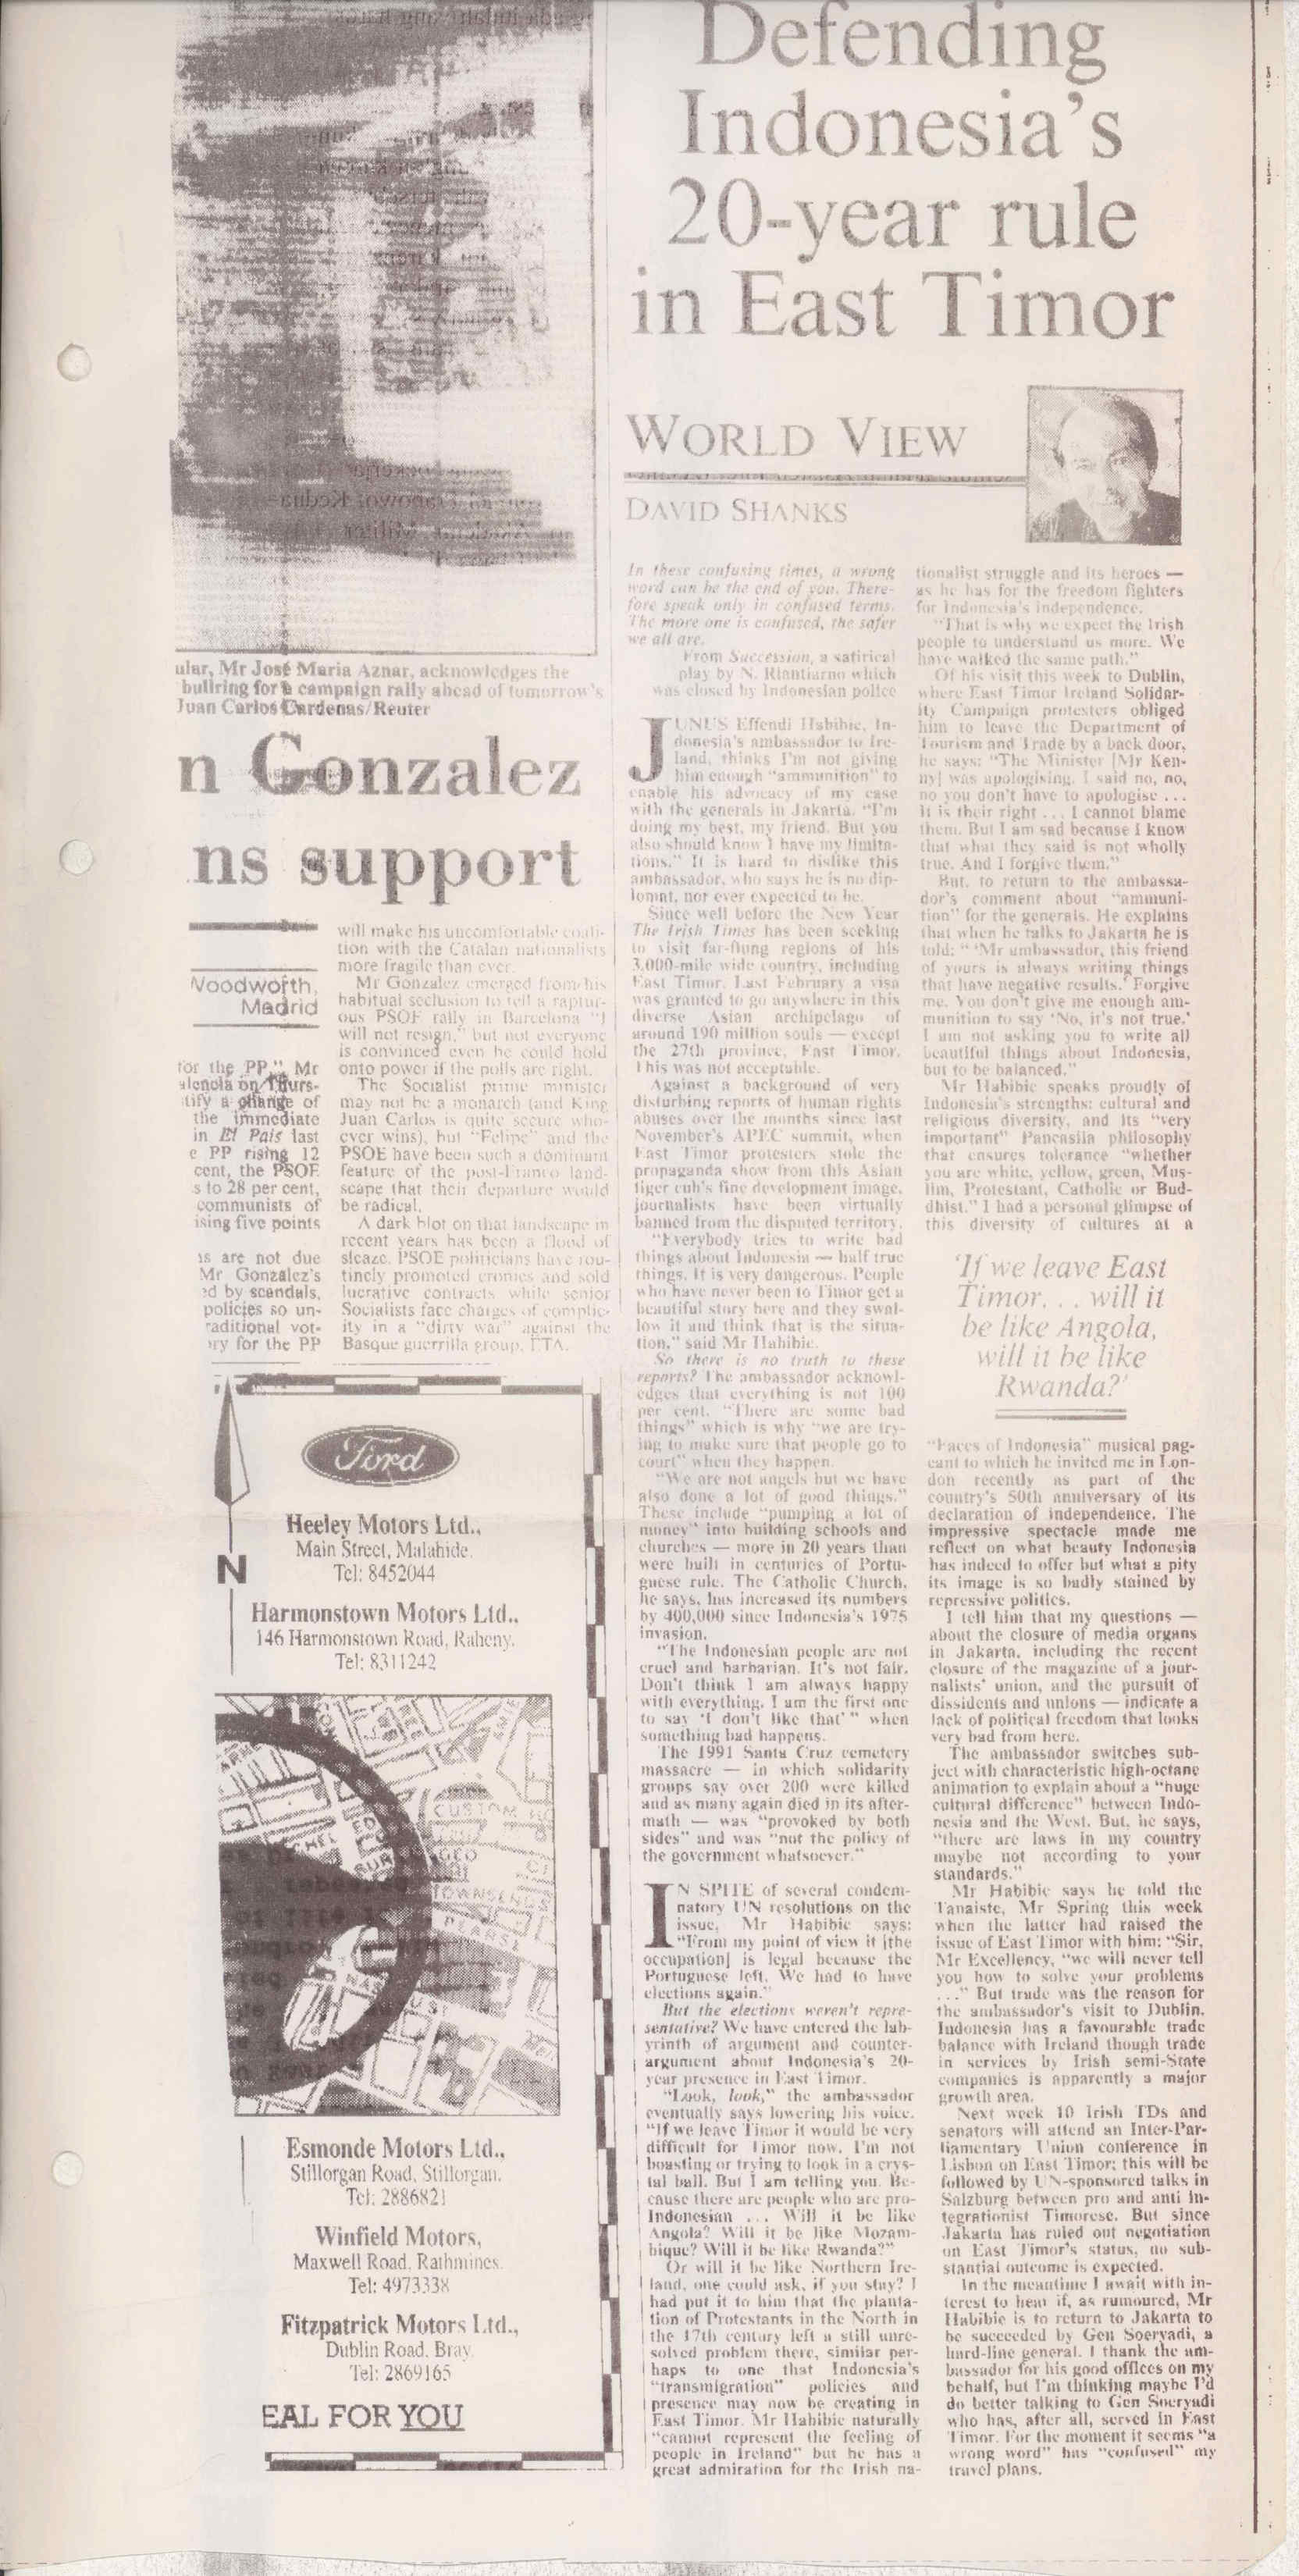 ular, Mr José Maria Aznar, acknowledges the
bullring for a campaign rally ahead of tomorrow's
Juan Carlos Cardenas/Reuter
n Gonzalez
ns support
Woodworth,
Madrid
for the PP." Mr
alencia on Thurs-
tify a change of
the immediate
in El Pais last
e PP rising 12
cent, the PSOE
s to 28 per cent,
communists of
ising five points
ns are not due
Mr Gonzalez's
ed by scandals,
policies so un-
raditional vot-
ory for the PP
will make his uncomfortable coali-
tion with the Catalan nationalists
more fragile than ever.
Mr Gonzalez emerged from his
habitual seclusion to tell a raptur-
ous PSOE rally in Barcelona "I
will not resign," but not everyone
is convinced even he could hold
onto power if the polls are right.
The Socialist prime minister
may not be a monarch (and King
Juan Carlos is quite secure who-
ever wins), but "Felipe" and the
PSOE have been such a dominant
feature of the post-Franco land-
scape that their departure would
be radical.
A dark blot on that landscape in
recent years has been a flood of
sleaze. PSOE politicians have rou-
tinely promoted cronies and sold
lucrative contracts while senior
Socialists face charges of complic-
ity in a "dirty war" against the
Basque guerrilla group, ETA.
Ford
Heeley Motors Ltd.,
Main Street, Malahide.
Tel: 8452044
N
Harmonstown Motors Ltd.,
146 Harmonstown Road, Raheny.
Tel: 8311242
Esmonde Motors Ltd.,
Stillorgan Road, Stillorgan.
Tel: 2886821
Winfield Motors,
Maxwell Road, Rathmines.
Tel: 4973338
Fitzpatrick Motors Ltd.,
Dublin Road, Bray.
Tel: 2869165
EAL FOR YOU
Defending
Indonesia's
20-year rule
in East Timor
WORLD VIEW
DAVID SHANKS
In these confusing times, a wrong
word can be the end of you. There-
fore speak only in confused terms.
The more one is confused, the safer
we all are.
From Succession, a satirical
play by N. Riantiarno which
was closed by Indonesian police
JUNUS Effendi Habibie, In-
donesia's ambassador to Ire-
land, thinks I'm not giving
him enough "ammunition" to
enable his advocacy of my case
with the generals in Jakarta. "I'm
doing my best, my friend. But you
also should know I have my limita-
tions." It is hard to dislike this
ambassador, who says he is no dip-
lomat, nor ever expected to be.
Since well before the New Year
The Irish Times has been seeking
to visit far-flung regions of his
3,000-mile wide country, including
East Timor. Last February a visa
was granted to go anywhere in this
diverse Asian archipelago of
around 190 million souls — except
the 27th province, East Timor.
This was not acceptable.
Against a background of very
disturbing reports of human rights
abuses over the months since last
November's APEC summit, when
East Timor protesters stole the
propaganda show from this Asian
tiger cub's fine development image,
journalists have been virtually
banned from the disputed territory.
"Everybody tries to write bad
things about Indonesia — half true
things. It is very dangerous. People
who have never been to Timor get a
beautiful story here and they swal-
low it and think that is the situa-
tion," said Mr Habibie.
So there is no truth to these
reports? The ambassador acknowl-
edges that everything is not 100
per cent. "There are some bad
things" which is why "we are try-
ing to make sure that people go to
court" when they happen.
"We are not angels but we have
also done a lot of good things."
These include "pumping a lot of
money" into building schools and
churches — more in 20 years than
were built in centuries of Portu-
guese rule. The Catholic Church,
he says, has increased its numbers
by 400,000 since Indonesia's 1975
invasion.
"The Indonesian people are not
cruel and barbarian. It's not fair.
Don't think I am always happy
with everything. I am the first one
to say 'I don't like that' " when
something bad happens.
The 1991 Santa Cruz cemetery
massacre — in which solidarity
groups say over 200 were killed
and as many again died in its after-
math — was "provoked by both
sides" and was "not the policy of
the government whatsoever."
IN SPITE of several condem-
natory UN resolutions on the
issue, Mr Habibie says:
"From my point of view it [the
occupation] is legal because the
Portuguese left. We had to have
elections again."
But the elections weren't repre-
sentative? We have entered the lab-
yrinth of argument and counter-
argument about Indonesia's 20-
year presence in East Timor.
"Look, look," the ambassador
eventually says lowering his voice.
"If we leave Timor it would be very
difficult for Timor now. I'm not
boasting or trying to look in a crys-
tal ball. But I am telling you. Be-
cause there are people who are pro-
Indonesian ... Will it be like
Angola? Will it be like Mozam-
bique? Will it be like Rwanda?"
Or will it be like Northern Ire-
land, one could ask, if you stay? I
had put it to him that the planta-
tion of Protestants in the North in
the 17th century left a still unre-
solved problem there, similar per-
haps to one that Indonesia's
"transmigration" policies and
presence may now be creating in
East Timor. Mr Habibie naturally
"cannot represent the feeling of
people in Ireland" but he has a
great admiration for the Irish na-
tionalist struggle and its heroes —
as he has for the freedom fighters
for Indonesia's independence.
"That is why we expect the Irish
people to understand us more. We
have walked the same path."
Of his visit this week to Dublin,
where East Timor Ireland Solidar-
ity Campaign protesters obliged
him to leave the Department of
Tourism and Trade by a back door,
he says: "The Minister [Mr Ken-
ny] was apologising. I said no, no,
no you don't have to apologise ...
It is their right ... I cannot blame
them. But I am sad because I know
that what they said is not wholly
true. And I forgive them."
But, to return to the ambassa-
dor's comment about "ammuni-
tion" for the generals. He explains
that when he talks to Jakarta he is
told: " 'Mr ambassador, this friend
of yours is always writing things
that have negative results.' Forgive
me. You don't give me enough am-
munition to say 'No, it's not true.'
I am not asking you to write all
beautiful things about Indonesia,
but to be balanced."
Mr Habibie speaks proudly of
Indonesia's strengths: cultural and
religious diversity, and its "very
important" Pancasila philosophy
that ensures tolerance "whether
you are white, yellow, green, Mus-
lim, Protestant, Catholic or Bud-
dhist." I had a personal glimpse of
this diversity of cultures at a
'If we leave East
Timor... will it
be like Angola,
will it be like
Rwanda?'
"Faces of Indonesia" musical pag-
eant to which he invited me in Lon-
don recently as part of the
country's 50th anniversary of its
declaration of independence. The
impressive spectacle made me
reflect on what beauty Indonesia
has indeed to offer but what a pity
its image is so badly stained by
repressive politics.
I tell him that my questions —
about the closure of media organs
in Jakarta, including the recent
closure of the magazine of a jour-
nalists' union, and the pursuit of
dissidents and unions — indicate a
lack of political freedom that looks
very bad from here.
The ambassador switches sub-
ject with characteristic high-octane
animation to explain about a "huge
cultural difference" between Indo-
nesia and the West. But, he says,
"there are laws in my country
maybe not according to your
standards."
Mr Habibie says he told the
Tanaiste, Mr Spring this week
when the latter had raised the
issue of East Timor with him: "Sir,
Mr Excellency, "we will never tell
you how to solve your problems
..." But trade was the reason for
the ambassador's visit to Dublin.
Indonesia has a favourable trade
balance with Ireland though trade
in services by Irish semi-State
companies is apparently a major
growth area.
Next week 10 Irish TDs and
senators will attend an Inter-Par-
liamentary Union conference in
Lisbon on East Timor; this will be
followed by UN-sponsored talks in
Salzburg between pro and anti in-
tegrationist Timorese. But since
Jakarta has ruled out negotiation
on East Timor's status, no sub-
stantial outcome is expected.
In the meantime I await with in-
terest to hear if, as rumoured, Mr
Habibie is to return to Jakarta to
be succeeded by Gen Soeryadi, a
hard-line general. I thank the am-
bassador for his good offices on my
behalf, but I'm thinking maybe I'd
do better talking to Gen Soeryadi
who has, after all, served in East
Timor. For the moment it seems "a
wrong word" has "confused" my
travel plans.